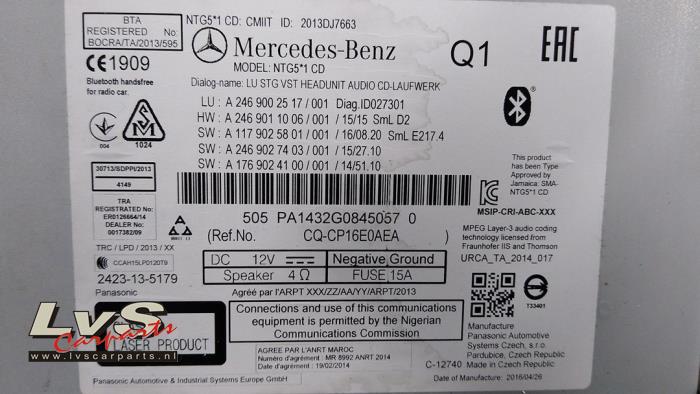 BTA
REGISTERED No:
BOCRA/TA/2013/595
NTG5*1 CD: CMIIT ID: 2013DJ7663
Mercedes-Benz
MODEL: NTG5*1 CD
Q1
EAC
CE1909
Bluetooth handsfree
for radio car.
Dialog-name: LU STG VST HEADUNIT AUDIO CD-LAUFWERK
LU : A 246 900 25 17 / 001 Diag.ID027301
HW : A 246 901 10 06 / 001 / 15/15 SmL D2
SW : A 117 902 58 01 / 001 / 16/08.20 SmL E217.4
SW : A 246 902 74 03 / 001 / 15/27.10
SW : A 176 902 41 00 / 001 / 14/51.10
004
1024
30713/SDPPI/2013
4149
TRA
REGISTERED No:
ER0126664/14
DEALER No:
0017382/09
TRC / LPD / 2013 / XX
CCAH15LP0120T9
2423-13-5179
Panasonic
505 PA1432G0845057 0
(Ref.No. CQ-CP16E0AEA )
DC 12V Negative Ground
Speaker 4 Ω FUSE 15A
Agréé par l'ARPT XXX/ZZ/AA/YY/ARPT/2013
Connections and use of this communications
equipment is permitted by the Nigerian
Communications Commission
AGREE PAR L'ANRT MAROC
Numéro d'agrément : MR 8992 ANRT 2014
Date d'agrément : 19/02/2014
This product
has been Type
Approved by
Jamaica: SMA-
NTG5*1 CD
MSIP-CRI-ABC-XXX
MPEG Layer-3 audio coding
technology licensed from
Fraunhofer IIS and Thomson
URCA_TA_2014_017
T33401
Panasonic Automotive
Systems Czech, s.r.o.
Pardubice, Czech Republic
C-12740 Made in Czech Republic
Date of Manufacture: 2016/04/26
LASER PRODUCT
LvS
Carparts
www.lvscarparts.nl
Panasonic Automotive & Industrial Systems Europe GmbH